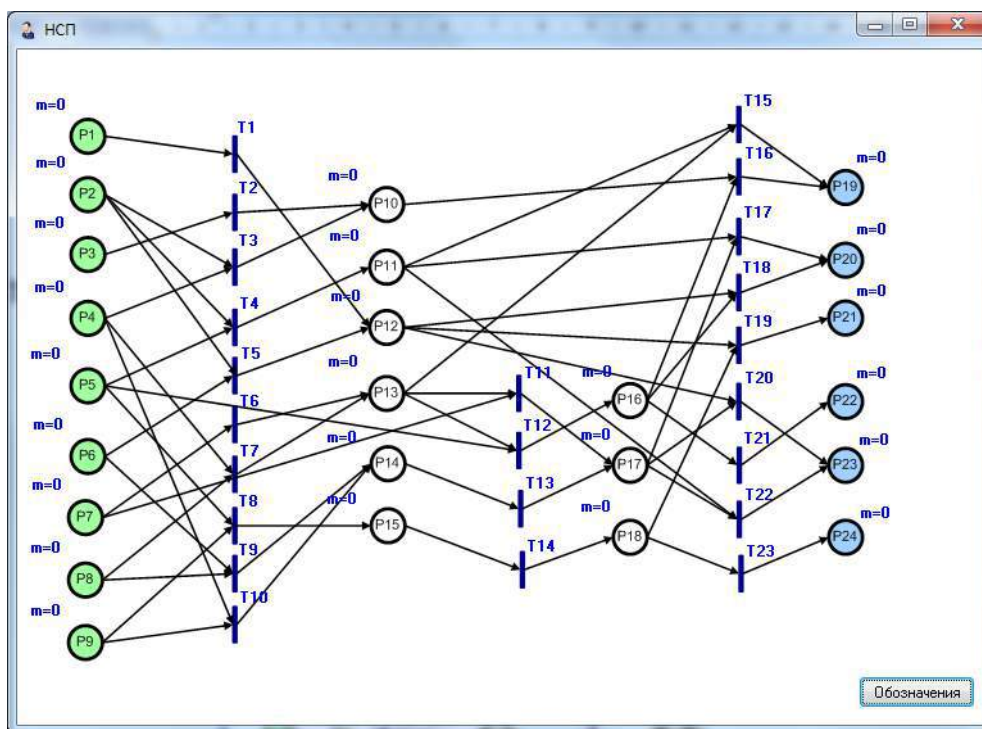 НСП
m=0
P1
m=0
P2
m=0
P3
m=0
P4
m=0
P5
m=0
P6
m=0
P7
m=0
P8
m=0
P9
T1
T2
T3
T4
T5
T6
T7
T8
T9
T10
m=0
P10
m=0
P11
m=0
P12
m=0
P13
m=0
P14
m=0
P15
T11
T12
T13
T14
m=0
P16
m=0
P17
m=0
P18
T15
T16
T17
T18
T19
T20
T21
T22
T23
m=0
P19
m=0
P20
m=0
P21
m=0
P22
m=0
P23
m=0
P24
Обозначения